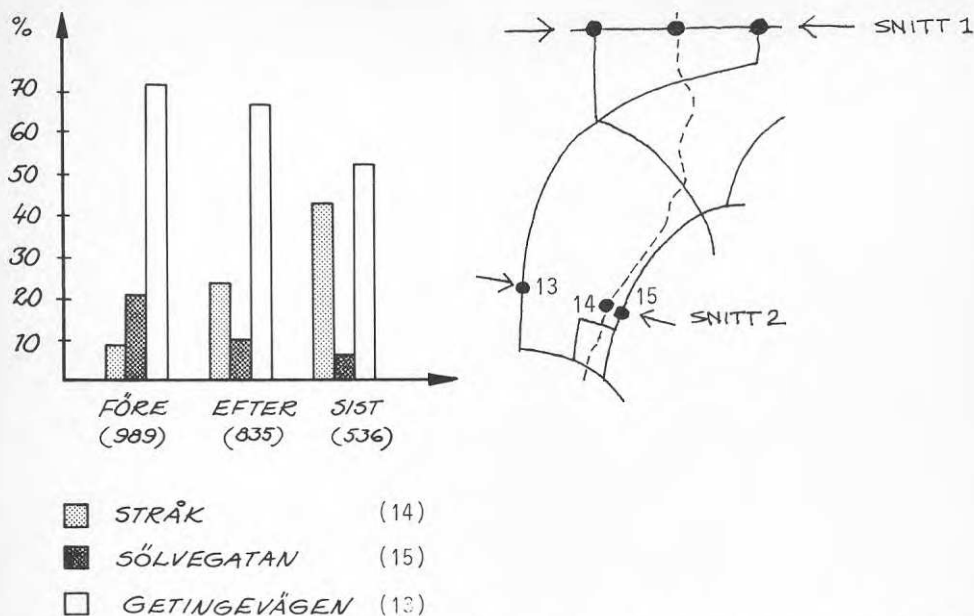 %
70
60
50
40
30
20
10
FÖRE
(989)
EFTER
(835)
SIST
(536)
STRÅK (14)
SÖLVEGATAN (15)
GETINGEVÄGEN (13)
SNITT 1
13
14
15
SNITT 2